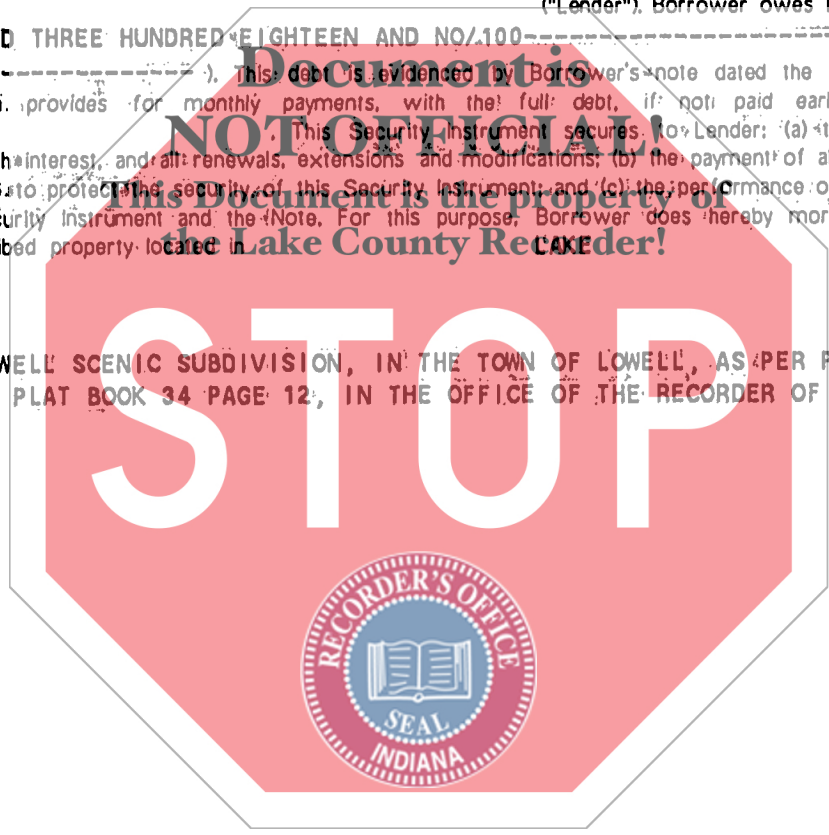 ("Lender"). Borrower owes
D THREE HUNDRED EIGHTEEN AND NO/100--------------------
-------------------- ). This debt is evidenced by Borrower's note dated the
provides for monthly payments, with the full debt, if not paid
This Security Instrument secures to Lender: (a)
interest, and all renewals, extensions and modifications; (b) the payment of
to protect the security of this Security Instrument; and (c) the performance
Instrument and the Note. For this purpose, Borrower does hereby
property located in LAKE
Document is
NOT OFFICIAL!
This Document is the property of
the Lake County Recorder!
SCENIC SUBDIVISION, IN THE TOWN OF LOWELL, AS PER
PLAT BOOK 34 PAGE 12, IN THE OFFICE OF THE RECORDER OF
STOP
RECORDER'S OFFICE
SEAL
INDIANA